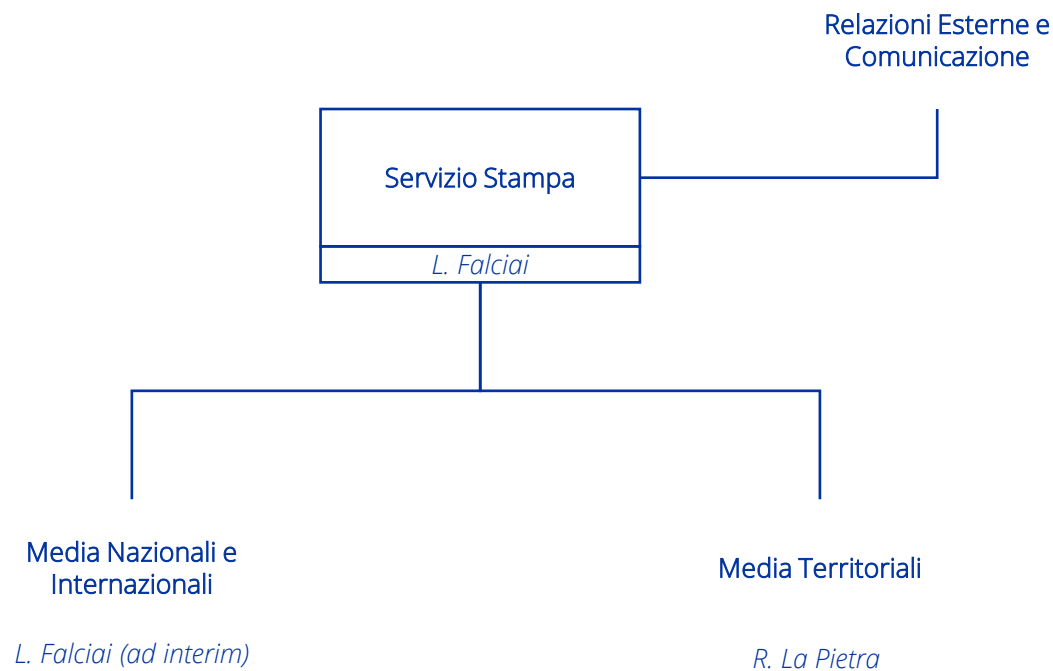 Relazioni Esterne e
Comunicazione
Servizio Stampa
L. Falciai
Media Nazionali e
Internazionali
L. Falciai (ad interim)
Media Territoriali
R. La Pietra